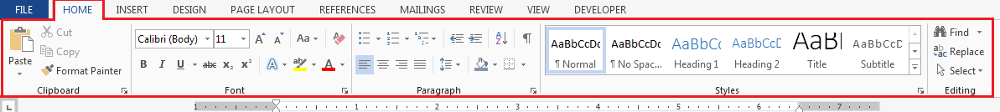 FILE HOME INSERT DESIGN PAGE LAYOUT REFERENCES MAILINGS REVIEW VIEW DEVELOPER
Paste
Cut
Copy
Format Painter
Clipboard
Calibri (Body) 11 A A Aa A
B I U abc x₂ x² A ab A
Font
A Z ¶
Paragraph
AaBbCcDc AaBbCcDc AaBbCc AaBbCcD AaB AaBbCcD
¶ Normal ¶ No Spac... Heading 1 Heading 2 Title Subtitle
Styles
Find
Replace
Select
Editing
L 1 1 2 3 4 5 6 7